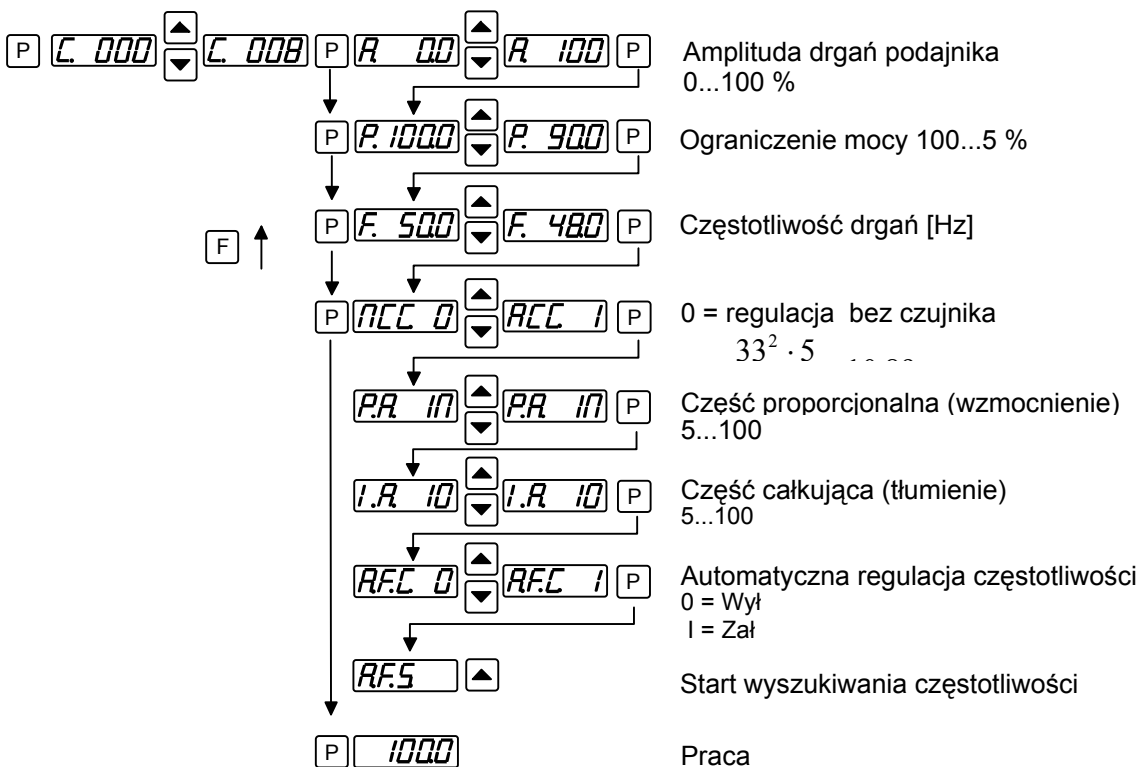 P C. 000 C. 008 P A. 0.0 A. 100 P Amplituda drgań podajnika
0...100 %
P P. 100.0 P. 90.0 P Ograniczenie mocy 100...5 %
P F. 50.0 F. 48.0 P Częstotliwość drgań [Hz]
F
P ACC. 0 ACC. 1 P 0 = regulacja bez czujnika
33² · 5
P.A. 10 P.A. 10 P Część proporcjonalna (wzmocnienie)
5...100
I.A. 10 I.A. 10 P Część całkująca (tłumienie)
5...100
A.F.C. 0 A.F.C. 1 P Automatyczna regulacja częstotliwości
0 = Wył
I = Zał
A.F.S. Start wyszukiwania częstotliwości
P 100.0 Praca